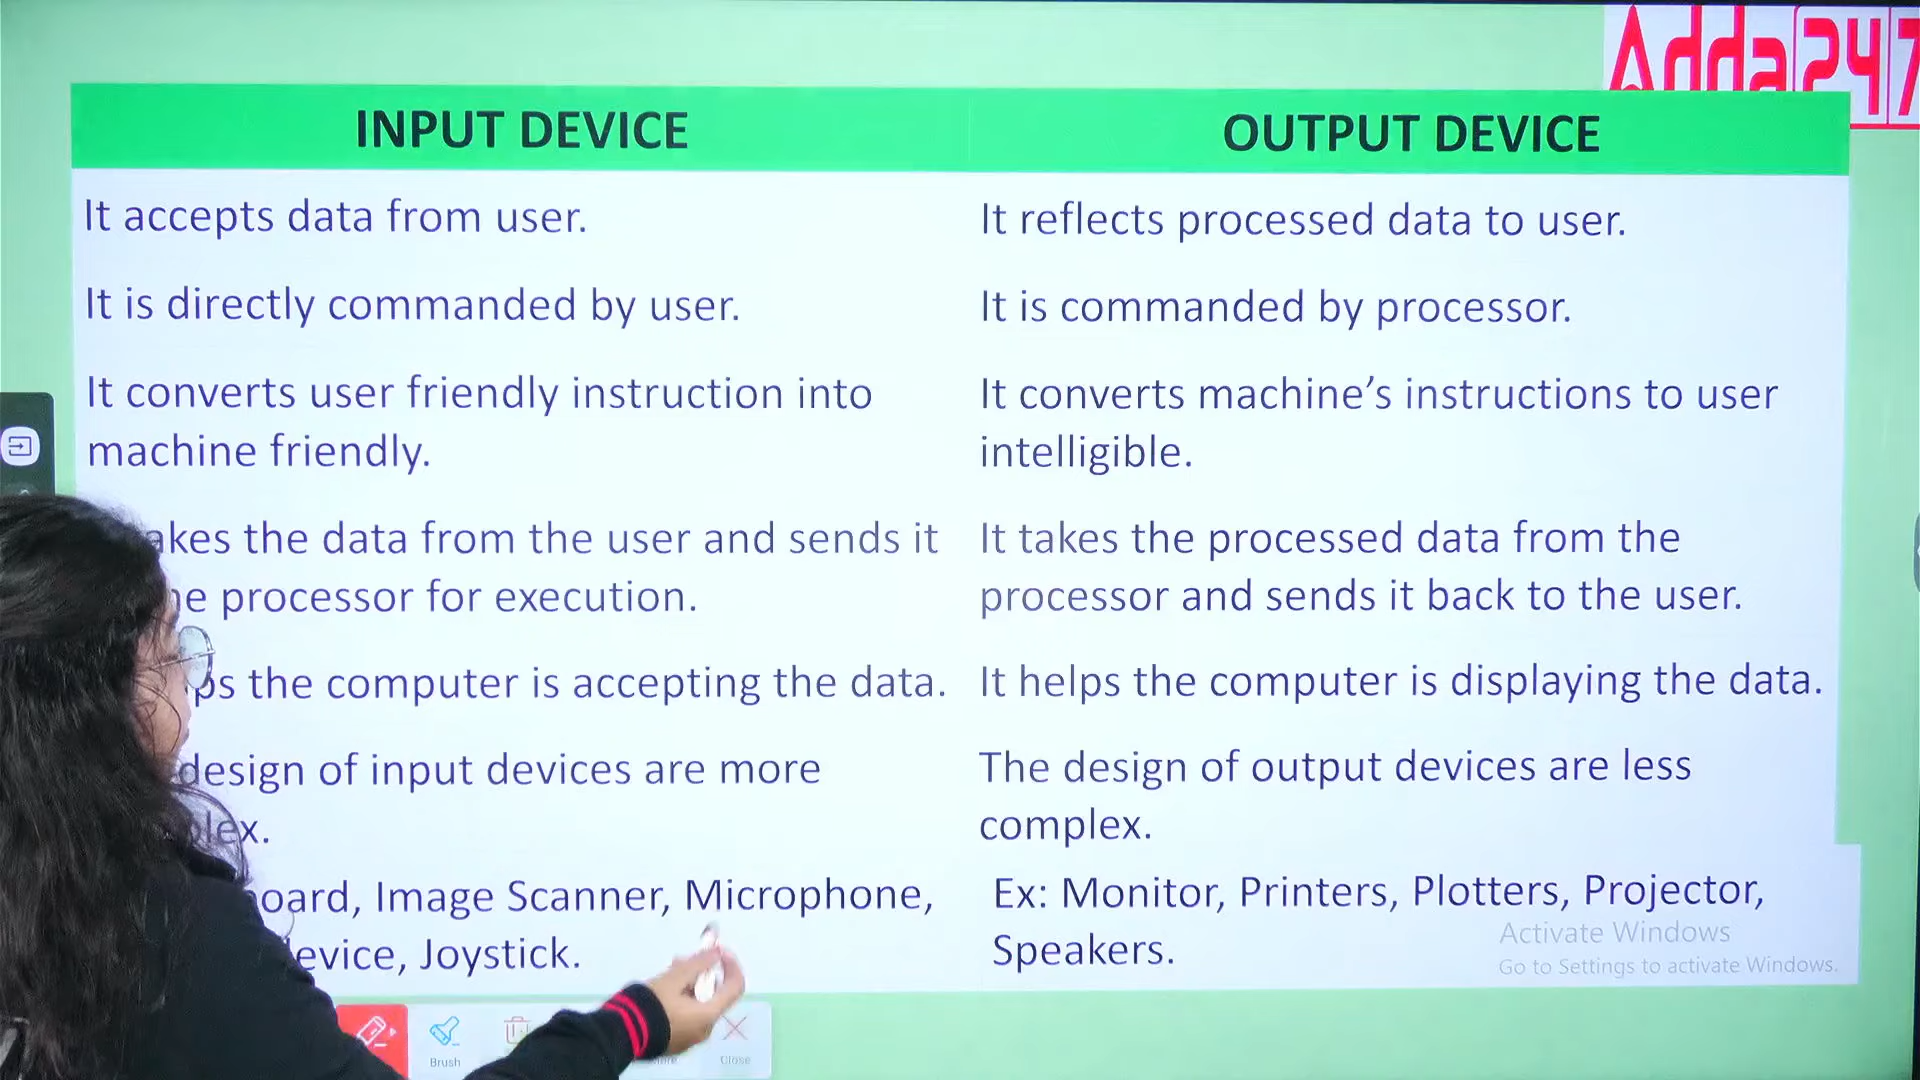 Adda247
INPUT DEVICE
OUTPUT DEVICE
It accepts data from user.
It reflects processed data to user.
It is directly commanded by user.
It is commanded by processor.
It converts user friendly instruction into
machine friendly.
It converts machine's instructions to user
intelligible.
the data from the user and sends it
processor for execution.
It takes the processed data from the
processor and sends it back to the user.
the computer is accepting the data.
It helps the computer is displaying the data.
design of input devices are more
The design of output devices are less
complex.
Image Scanner, Microphone,
Joystick.
Ex: Monitor, Printers, Plotters, Projector,
Speakers.
Activate Windows
Go to Settings to activate Windows.
Brush
Close